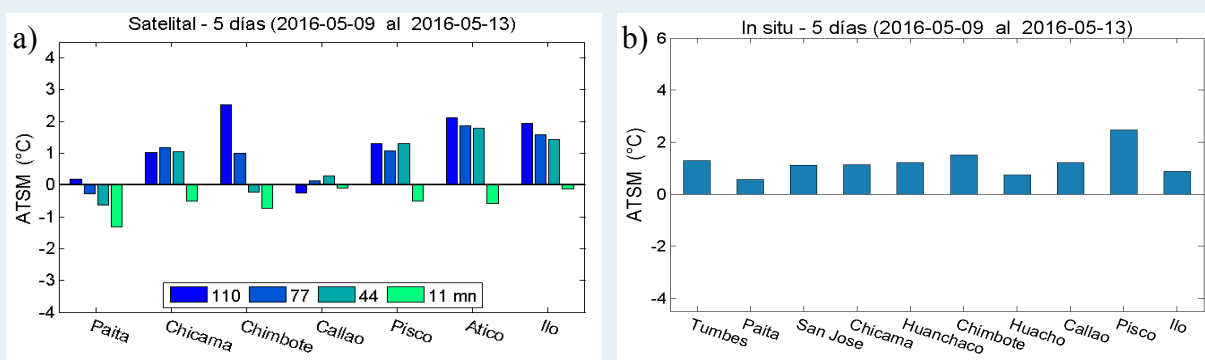 a)
Satelital - 5 días (2016-05-09 al 2016-05-13)
ATSM (°C)
4
3
2
1
0
-1
-2
-3
-4
110 77 44 11 mn
Paita Chicama Chimbote Callao Pisco Atico Ilo
b)
In situ - 5 días (2016-05-09 al 2016-05-13)
ATSM (°C)
6
4
2
0
-2
-4
Tumbes Paita San Jose Chicama Huanchaco Chimbote Huacho Callao Pisco Ilo